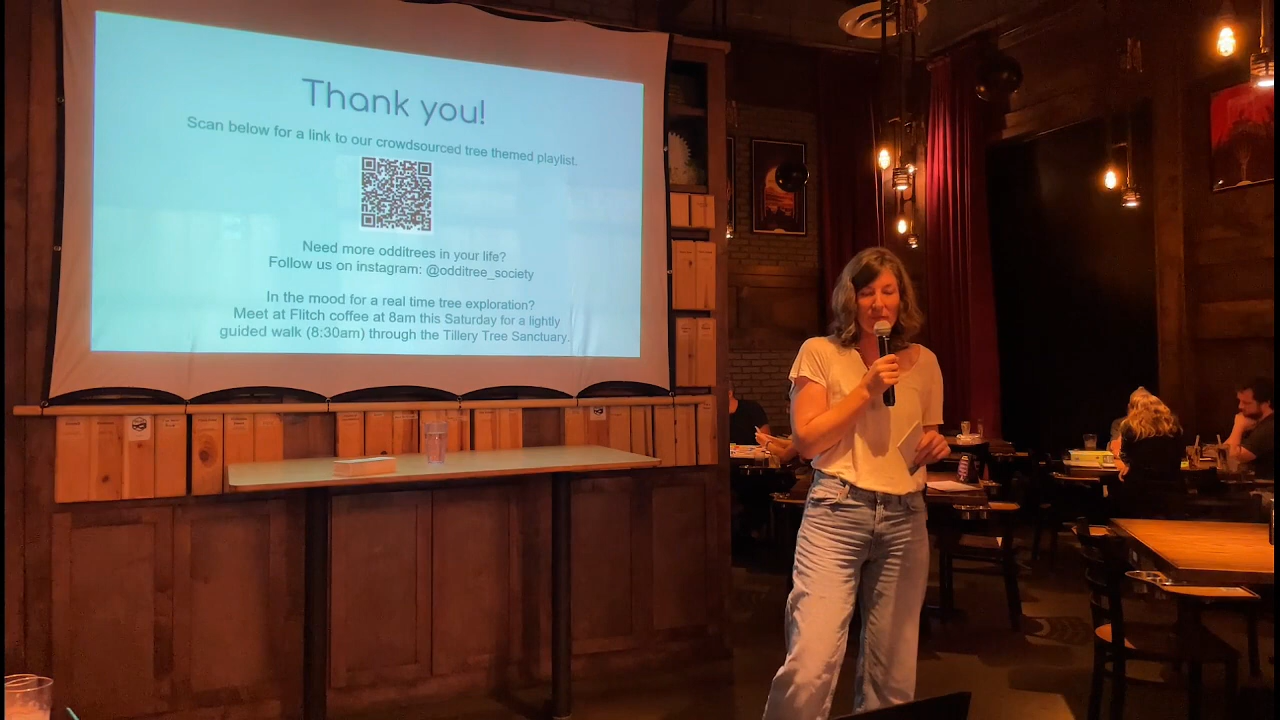 Thank you!
Scan below for a link to our crowdsourced tree themed playlist.
Need more odditrees in your life?
Follow us on instagram: @odditree_society
In the mood for a real time tree exploration?
Meet at Flitch coffee at 8am this Saturday for a lightly
guided walk (8:30am) through the Tillery Tree Sanctuary.